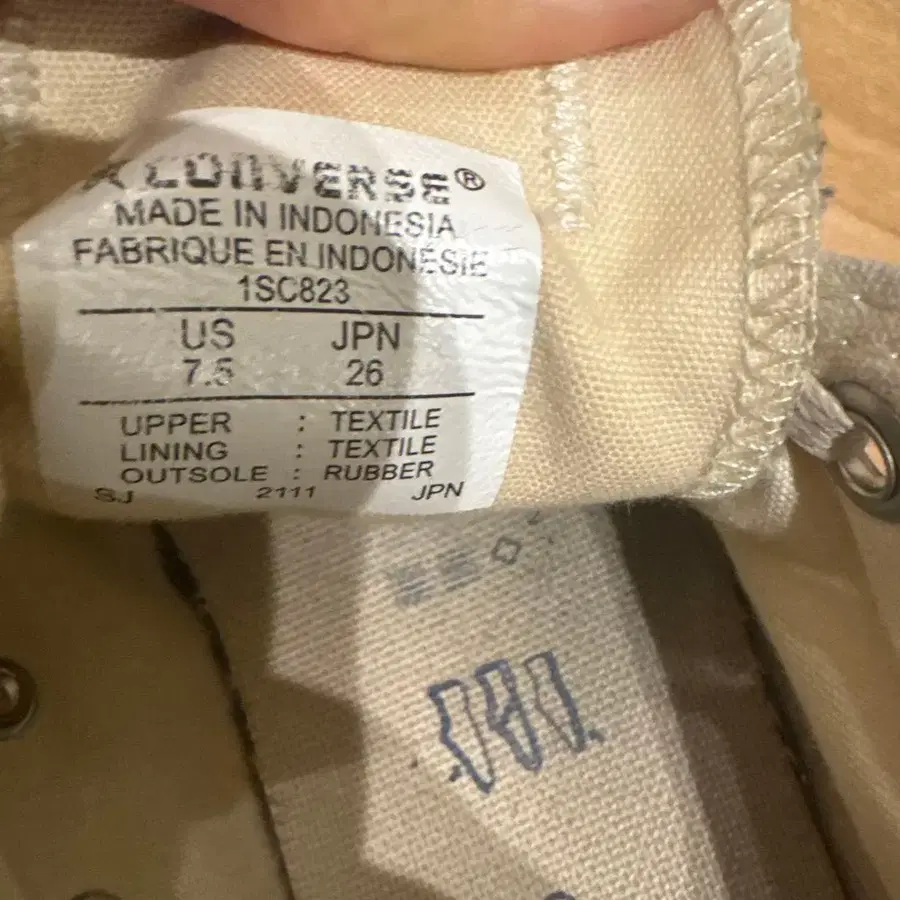 X CONVERSE®
MADE IN INDONESIA
FABRIQUE EN INDONÉSIE
1SC823
US JPN
7.5 26
UPPER : TEXTILE
LINING : TEXTILE
OUTSOLE : RUBBER
SJ 2111 JPN